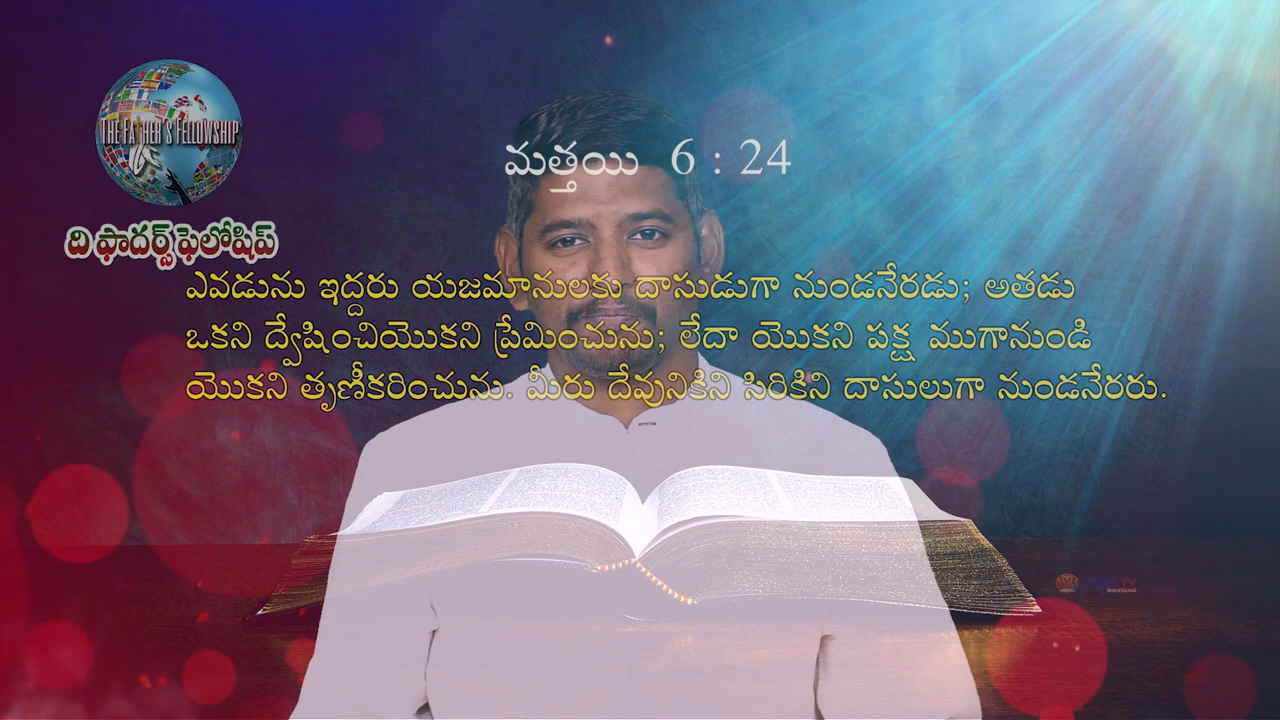 THE FATHER'S FELLOWSHIP
ది ఫాదర్స్ ఫెలోషిప్
మత్తయి 6 : 24
ఎవడును ఇద్దరు యజమానులకు దాసుడుగా నుండనేరడు; అతడు
ఒకని ద్వేషించియొకని ప్రేమించును; లేదా యొకని పక్ష ముగానుండి
యొకని తృణీకరించును. మీరు దేవునికిని సిరికిని దాసులుగా నుండనేరరు.